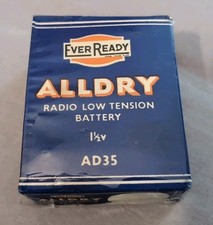 EVER READY
ALLDRY
RADIO LOW TENSION
BATTERY
1½v
AD35